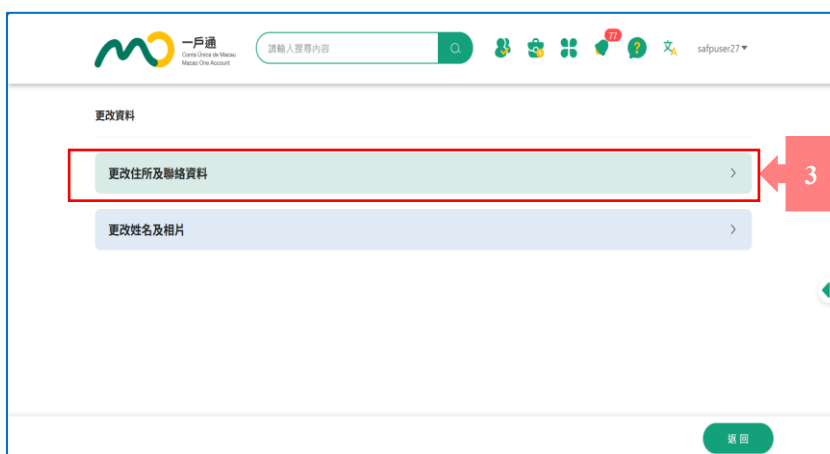 一戶通
Conta Única de Macau
Macao One Account
請輸入搜尋內容
77
?
文A
safpuser27
更改資料
更改住所及聯絡資料
3
更改姓名及相片
返回